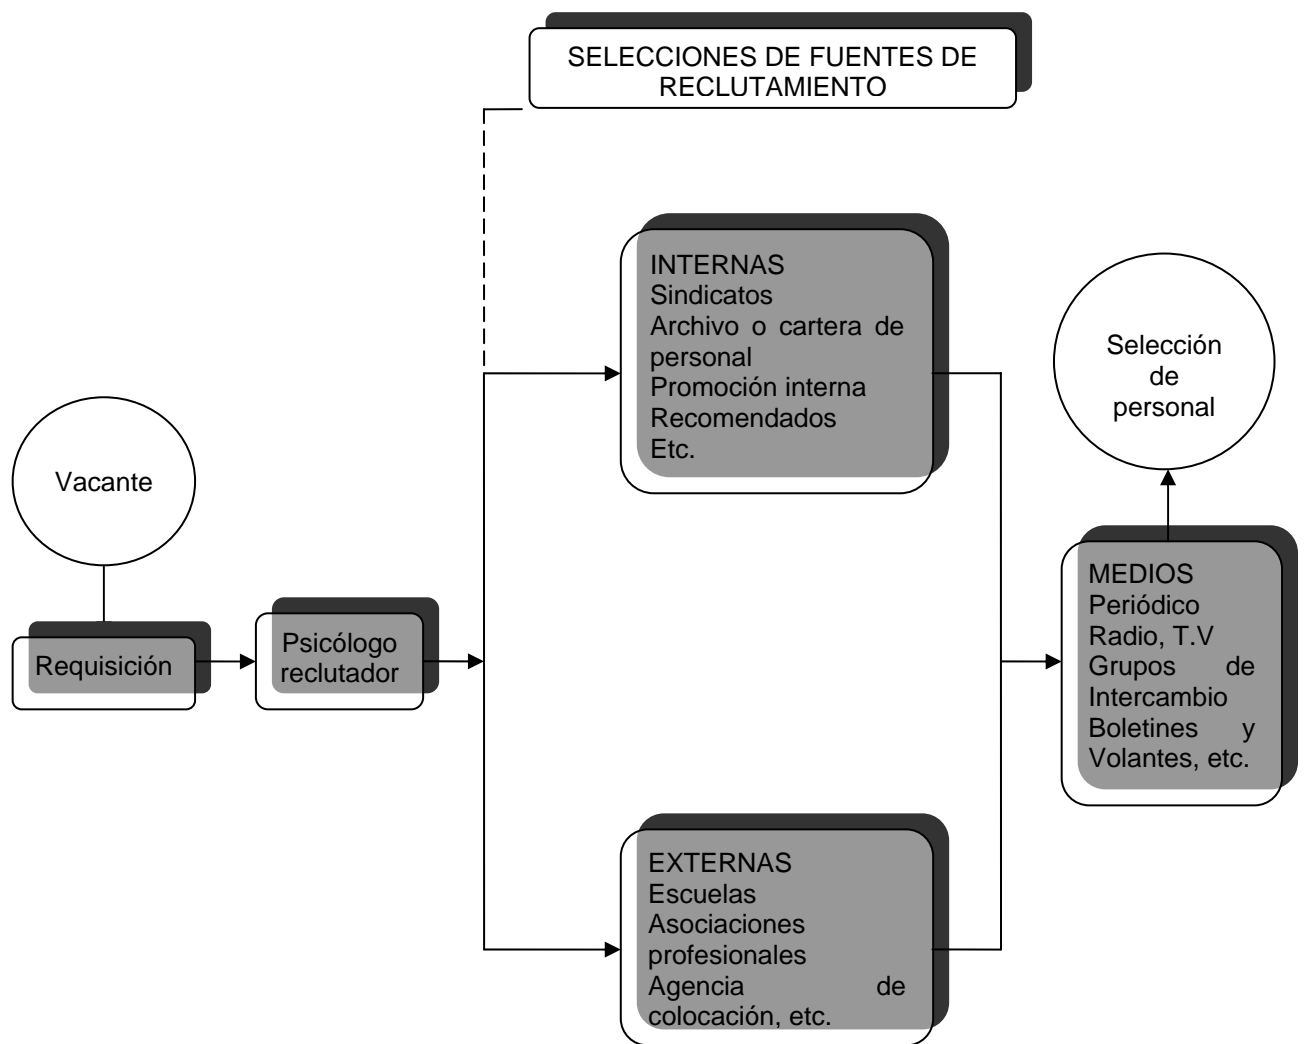 SELECCIONES DE FUENTES DE
RECLUTAMIENTO
Vacante
Requisición
Psicólogo
reclutador
INTERNAS
Sindicatos
Archivo o cartera de
personal
Promoción interna
Recomendados
Etc.
EXTERNAS
Escuelas
Asociaciones
profesionales
Agencia de
colocación, etc.
MEDIOS
Periódico
Radio, T.V
Grupos de
Intercambio
Boletines y
Volantes, etc.
Selección
de
personal